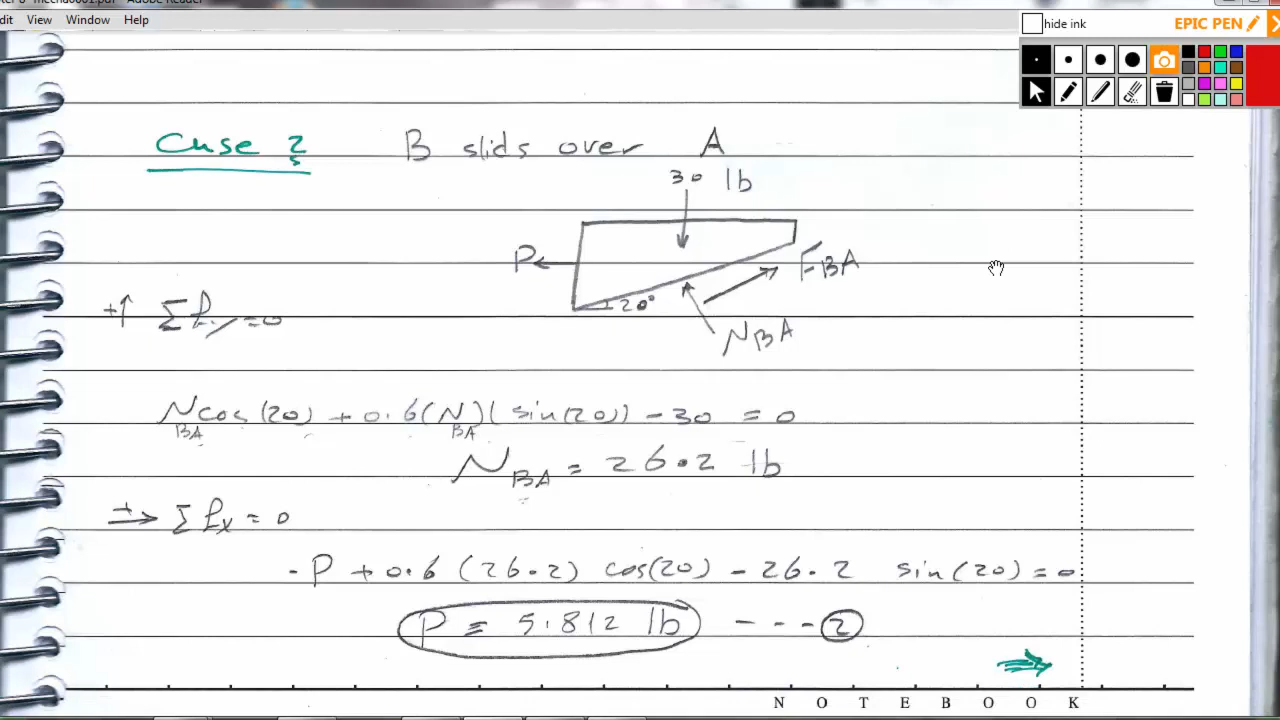 dit View Window Help
hide ink
EPIC PEN
Case 2 B slids over A
30 lb
P
FBA
20°
NBA
+↑ Σfy=0
NBA cos(20) + 0.6(NBA)(sin(20)) - 30 = 0
NBA = 26.2 lb
+→ Σfx = 0
-P + 0.6 (26.2) cos(20) - 26.2 sin(20) = 0
P = 5.812 lb - - - 2
NOTEBOOK